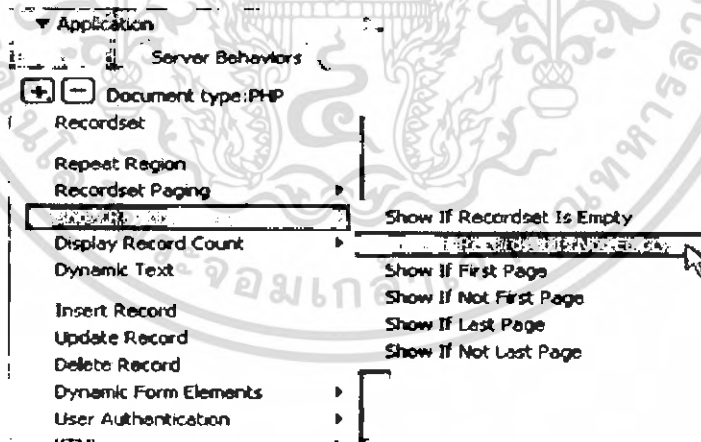 Application
Server Behaviors
Document type:PHP
Recordset
Repeat Region
Recordset Paging
Display Record Count
Dynamic Text
Insert Record
Update Record
Delete Record
Dynamic Form Elements
User Authentication
Show If Recordset Is Empty
Show If First Page
Show If Not First Page
Show If Last Page
Show If Not Last Page